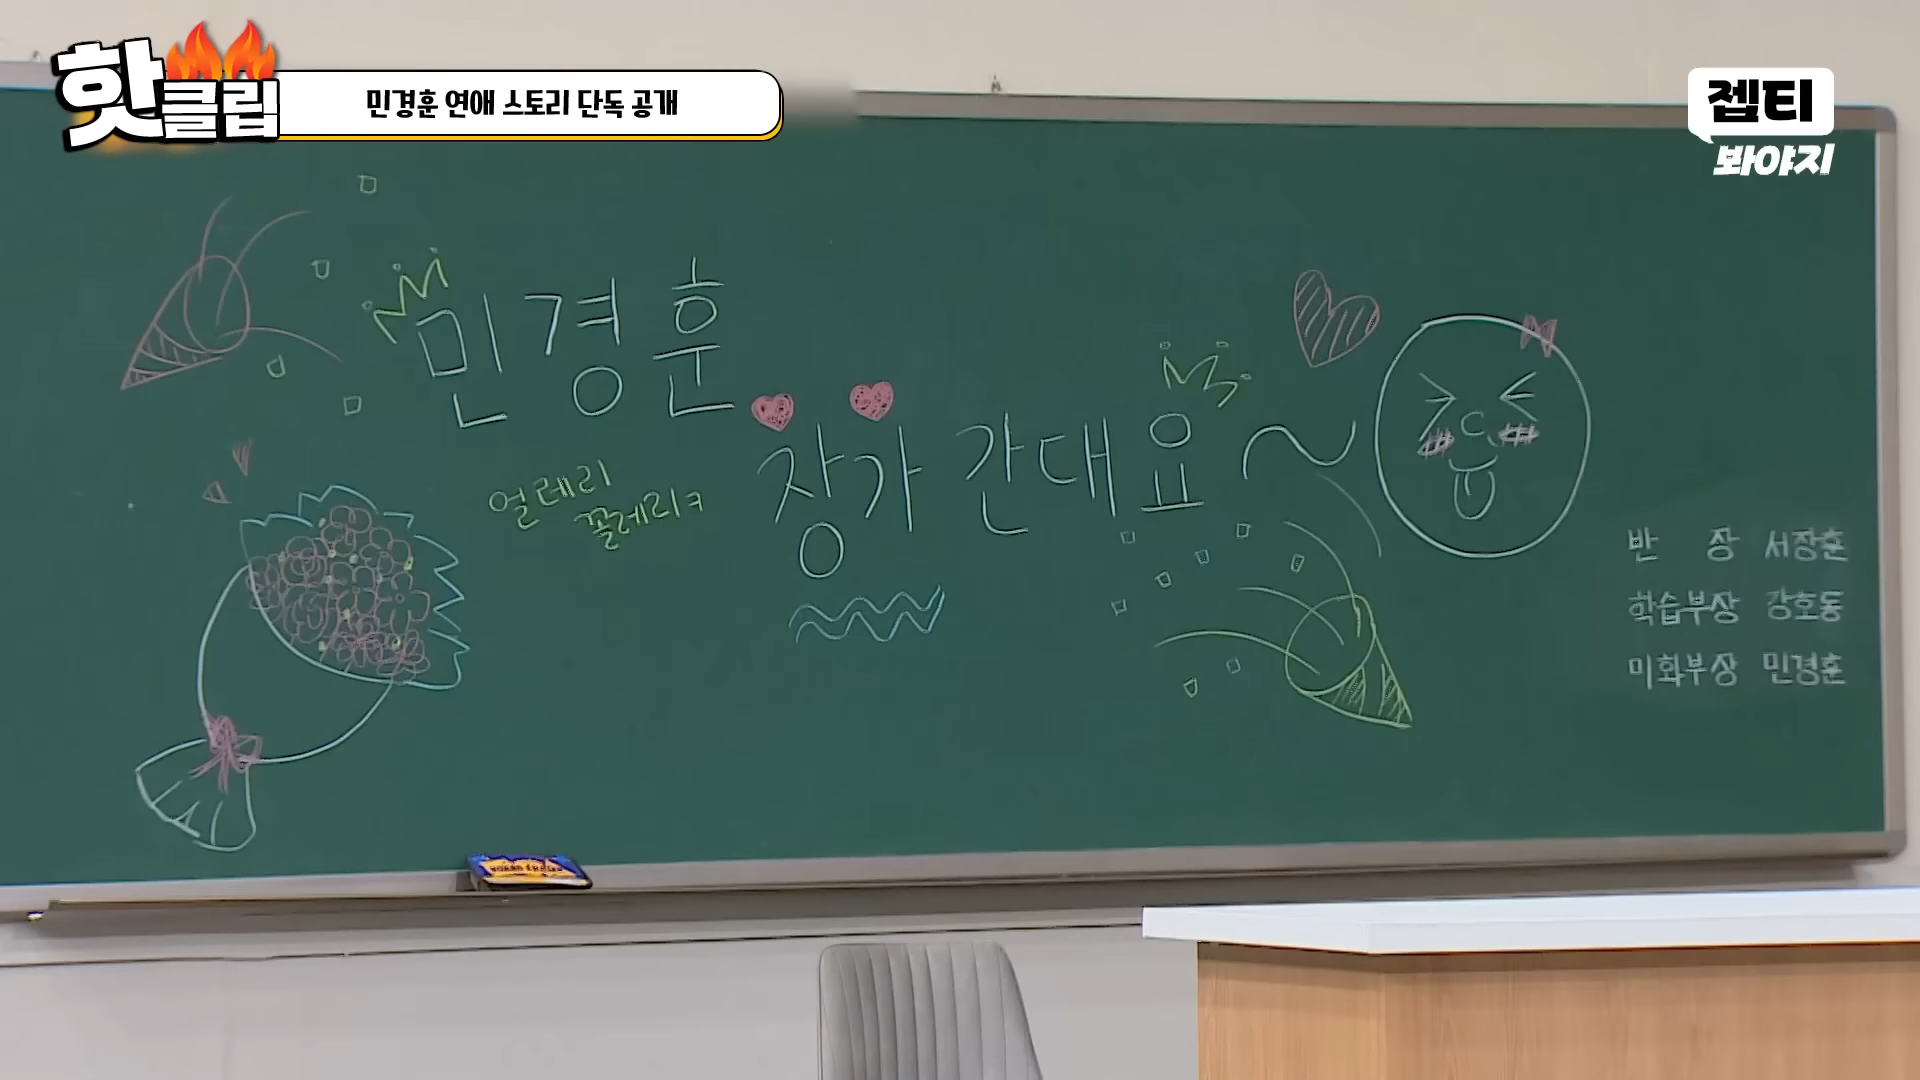 핫클립
민경훈 연애 스토리 단독 공개
젭티
봐야지
민경훈
장가 간대요~
얼레리
꼴레리ㅋ
반 장 서장훈
학습부장 강호동
미화부장 민경훈